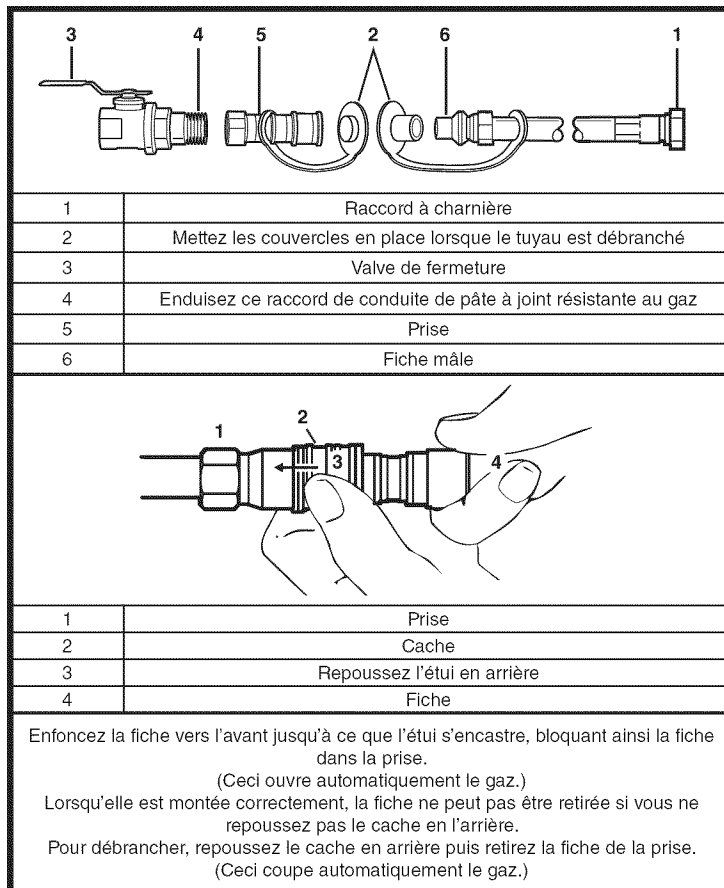 3 4 5 2 6 1
1 Raccord à charnière
2 Mettez les couvercles en place lorsque le tuyau est débranché
3 Valve de fermeture
4 Enduisez ce raccord de conduite de pâte à joint résistante au gaz
5 Prise
6 Fiche mâle
1 2 3 4
1 Prise
2 Cache
3 Repoussez l'étui en arrière
4 Fiche
Enfoncez la fiche vers l'avant jusqu'à ce que l'étui s'encastre, bloquant ainsi la fiche
dans la prise.
(Ceci ouvre automatiquement le gaz.)
Lorsqu'elle est montée correctement, la fiche ne peut pas être retirée si vous ne
repoussez pas le cache en l'arrière.
Pour débrancher, repoussez le cache en arrière puis retirez la fiche de la prise.
(Ceci coupe automatiquement le gaz.)